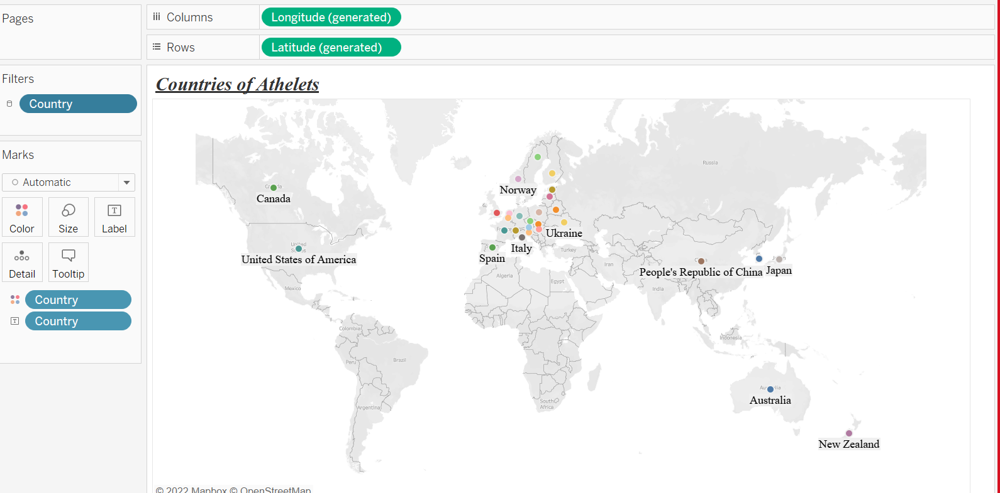 Pages
Columns
Longitude (generated)
Rows
Latitude (generated)
Filters
Country
Marks
Automatic
Color
Size
Label
Detail
Tooltip
Country
Country
Countries of Athelets
Russia
Norway
Canada
Ukraine
United
United States of America
Italy
Spain
Turkey
People's Republic of China
Japan
Iran
Algeria
Egypt
India
Mexico
Colombia
Indonesia
Peru
Brazil
Australia
South
Africa
Argentina
New Zealand
© 2022 Mapbox © OpenStreetMap